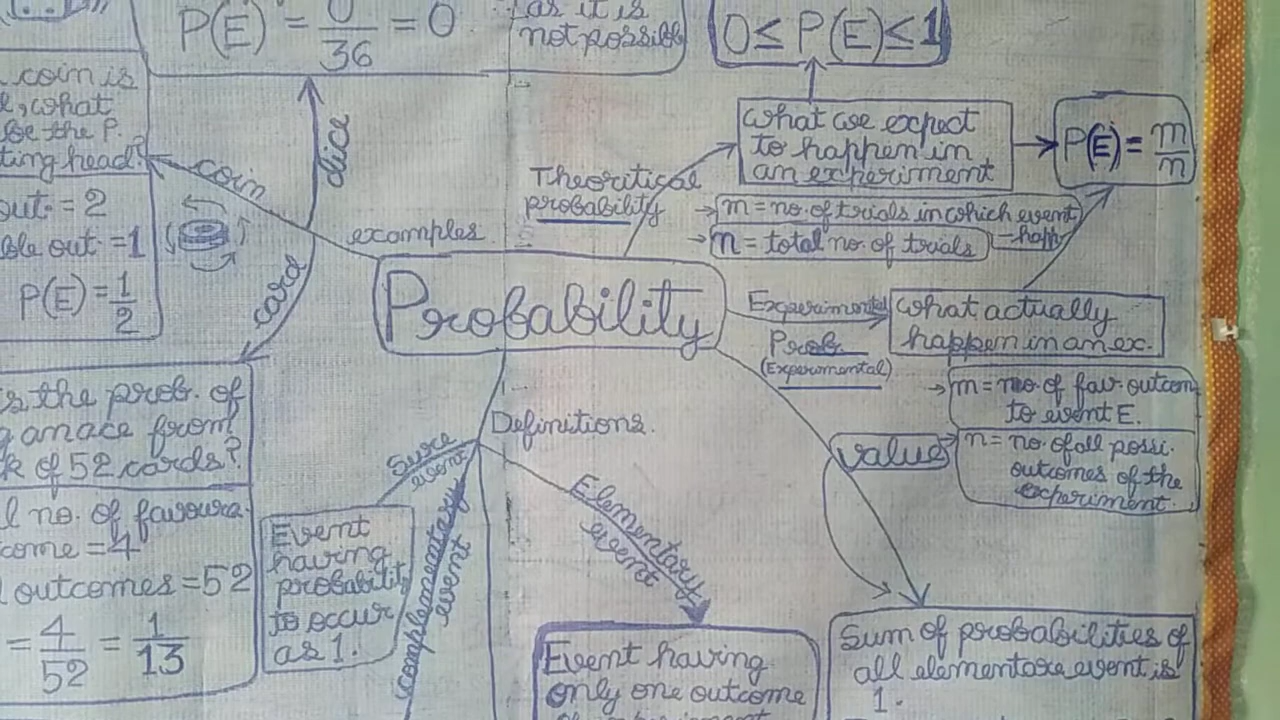 P(E) = 0/36 = 0
as it is
not possib
0 ≤ P(E) ≤ 1
coin is
what
be the P.
ting head?
out = 2
ble out = 1
P(E) = 1/2
coin
dice
card
examples
Theoritical
probability
What we expect
to happen in
an experiment
P(E) = m/n
m = no. of trials in which event
happ
n = total no. of trials
Probability
Experimental
Prob.
(Experimental)
What actually
happen in an ex.
m = no of fav. outcom
to event E.
n = no. of all possi.
outcomes of the
experiment.
value
Definitions.
Sure
event
Event
having
probabilit
to occur
as 1.
complementary
event
Elementary
event
Event having
only one outcome
Sum of probabilities of
all elementare event is
1.
s the prob. of
g an ace from
k of 52 cards?
l no. of favoura.
come = 4
l outcomes = 52
= 4/52 = 1/13